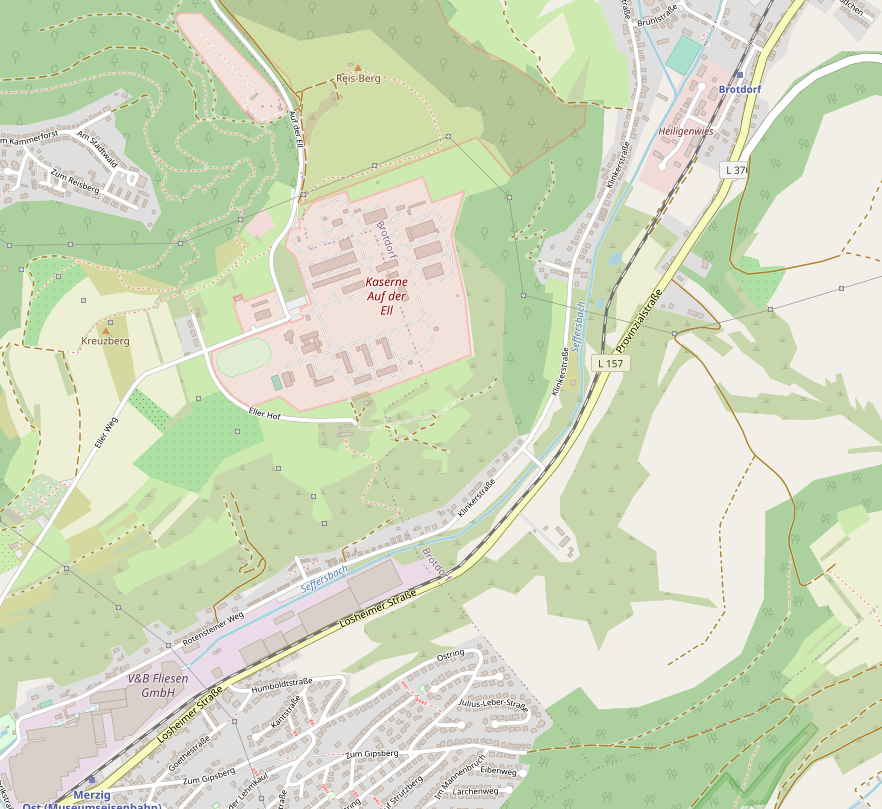 Brühlstraße
Reis-Berg
Brotdorf
Auf der Ell
m Kammerforst
Am Stadtwald
Zum Reisberg
Heiligenwies
Klinkerstraße
L 370
Brotdorf
Kaserne
Auf der
Ell
Seffersbach
Provinzialstraße
Kreuzberg
L 157
Klinkerstraße
Eller Hof
Eller Weg
Klinkerstraße
Brotdorf
Seffersbach
Losheimer Straße
Rotensteiner Weg
V&B Fliesen
GmbH
Ostring
Humboldtstraße
Julius-Leber-Straße
Kantstraße
Losheimer Straße
Goethestraße
Zum Gipsberg
Zum Gipsberg
Im Mannenbruch
Eibenweg
Lärchenweg
der Lehmkaul
Merzig
Ost (Museumseisenbahn)